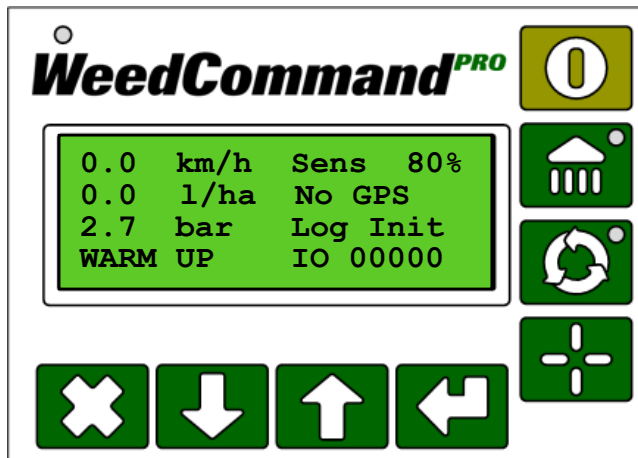 WeedCommand PRO
0.0 km/h Sens 80%
0.0 l/ha No GPS
2.7 bar Log Init
WARM UP IO 00000